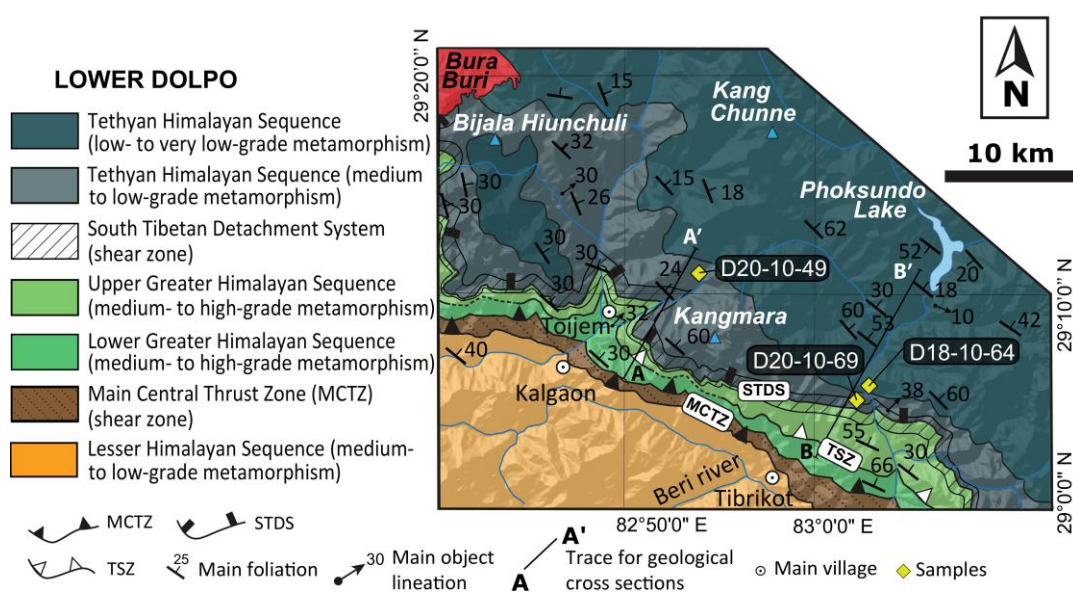 LOWER DOLPO
Tethyan Himalayan Sequence
(low- to very low-grade metamorphism)
Tethyan Himalayan Sequence (medium
to low-grade metamorphism)
South Tibetan Detachment System
(shear zone)
Upper Greater Himalayan Sequence
(medium- to high-grade metamorphism)
Lower Greater Himalayan Sequence
(medium- to high-grade metamorphism)
Main Central Thrust Zone (MCTZ)
(shear zone)
Lesser Himalayan Sequence (medium-
to low-grade metamorphism)
29°20'0" N
Bura
Buri
15
Kang
Chunne
Bijala Hiunchuli
32
30
30
26
30
15
18
Phoksundo
Lake
62
52
20
A'
B'
30
30
24
D20-10-49
18
30
10
42
29°10'0" N
30
Toijem
32
Kangmara
60
60
53
D20-10-69
D18-10-64
40
30
A
Kalgaon
STDS
38
60
MCTZ
55
B
TSZ
30
66
Beri river
Tibrikot
29°0'0" N
82°50'0" E
83°0'0" E
N
10 km
MCTZ
STDS
TSZ
25
Main foliation
30
Main object
lineation
A'
A
Trace for geological
cross sections
Main village
Samples